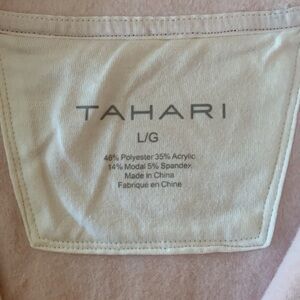 TAHARI
L/G
46% Polyester 35% Acrylic
14% Modal 5% Spandex
Made in China
Fabrique en Chine